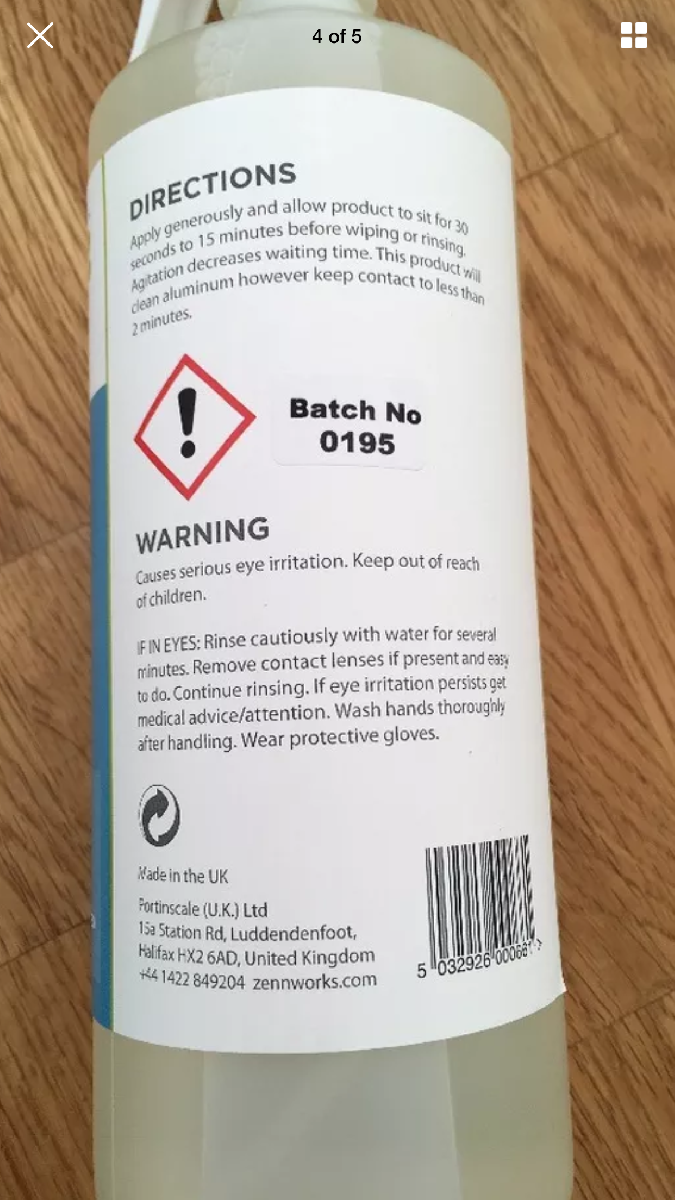 4 of 5
DIRECTIONS
Apply generously and allow product to sit for 30
seconds to 15 minutes before wiping or rinsing.
Agitation decreases waiting time. This product will
clean aluminum however keep contact to less than
2 minutes.
Batch No
0195
WARNING
Causes serious eye irritation. Keep out of reach
of children.
IF IN EYES: Rinse cautiously with water for several
minutes. Remove contact lenses if present and easy
to do. Continue rinsing. If eye irritation persists get
medical advice/attention. Wash hands thoroughly
after handling. Wear protective gloves.
Made in the UK
Portinscale (U.K.) Ltd
15a Station Rd, Luddendenfoot,
Halifax HX2 6AD, United Kingdom
+44 1422 849204 zennworks.com
5 032926